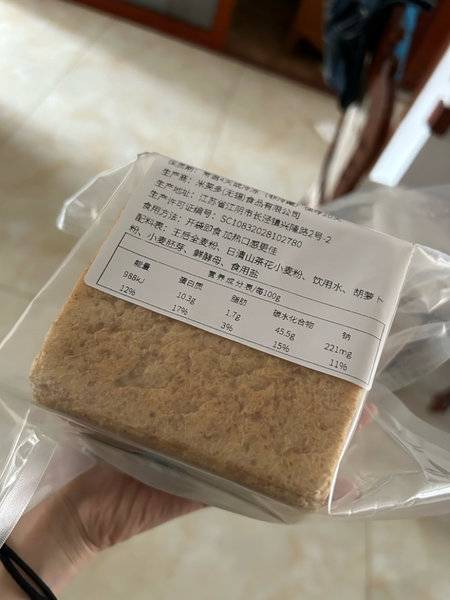 生产商：米莫多(无锡)食品有限公司
生产地址：江苏省江阴市长泾镇兴隆路2号-2
生产许可证编号：SC10832028102780
食用方法：开袋即食 加热口感更佳
配料表：王后全麦粉、日清山茶花小麦粉、饮用水、胡萝卜
粉、小麦胚芽、鲜酵母、食用盐
营养成分表/每100g
能量 蛋白质 脂肪 碳水化合物 钠
988kJ 10.3g 1.7g 45.5g 221mg
12% 17% 3% 15% 11%